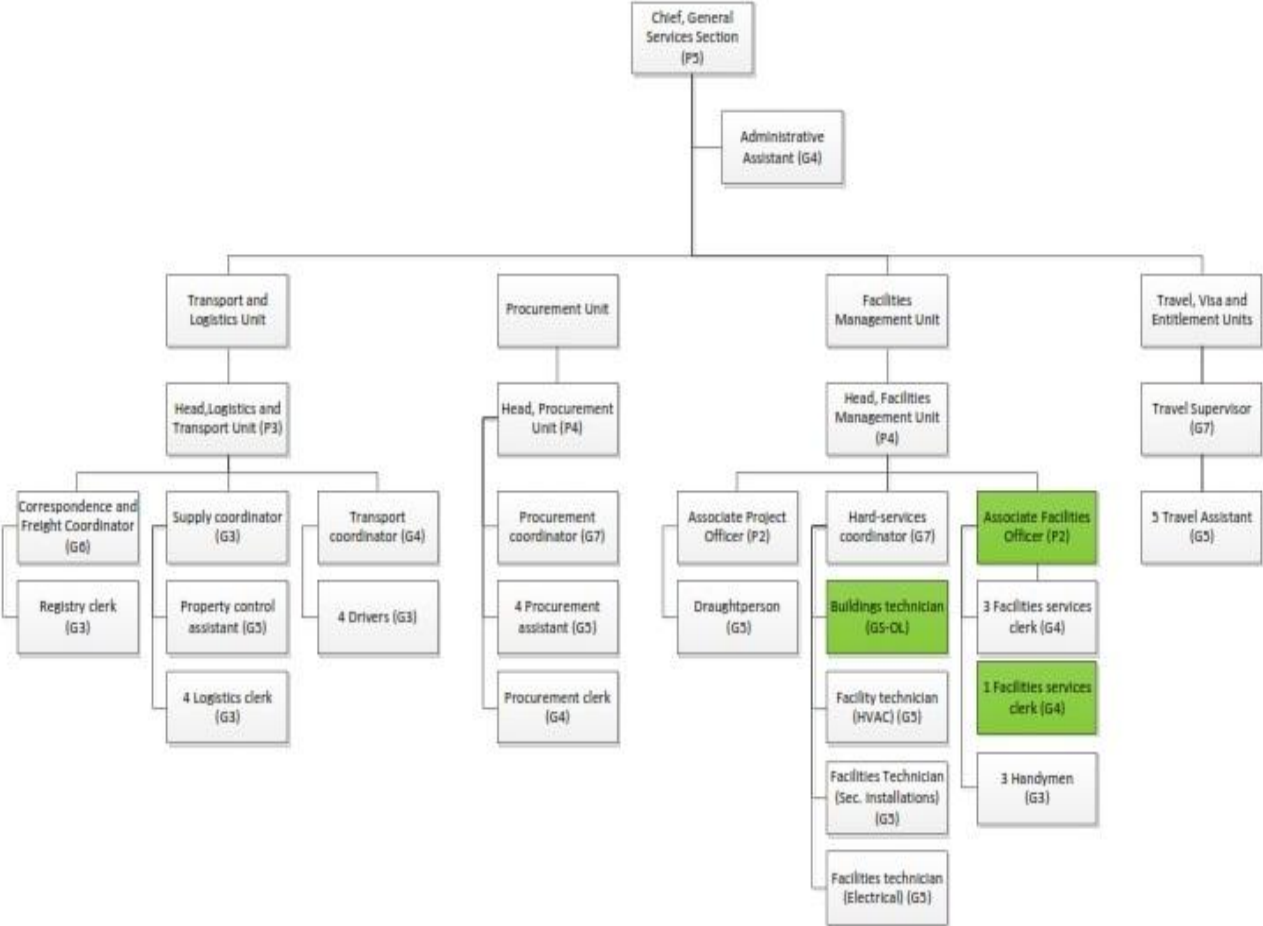 Chief, General
Services Section
(P5)
Administrative
Assistant (G4)
Transport and
Logistics Unit
Procurement Unit
Facilities
Management Unit
Travel, Visa and
Entitlement Units
Head,Logistics and
Transport Unit (P3)
Head, Procurement
Unit (P4)
Head, Facilities
Management Unit
(P4)
Travel Supervisor
(G7)
Correspondence and
Freight Coordinator
(G6)
Supply coordinator
(G3)
Transport
coordinator (G4)
Procurement
coordinator (G7)
Associate Project
Officer (P2)
Hard-services
coordinator (G7)
Associate Facilities
Officer (P2)
5 Travel Assistant
(G5)
Registry clerk
(G3)
Property control
assistant (G5)
4 Drivers (G3)
4 Procurement
assistant (G5)
Draughtperson
(G5)
Buildings technician
(GS-OL)
3 Facilities services
clerk (G4)
4 Logistics clerk
(G3)
Procurement clerk
(G4)
Facility technician
(HVAC) (G5)
1 Facilities services
clerk (G4)
Facilities Technician
(Sec. Installations)
(G5)
3 Handymen
(G3)
Facilities technician
(Electrical) (G5)